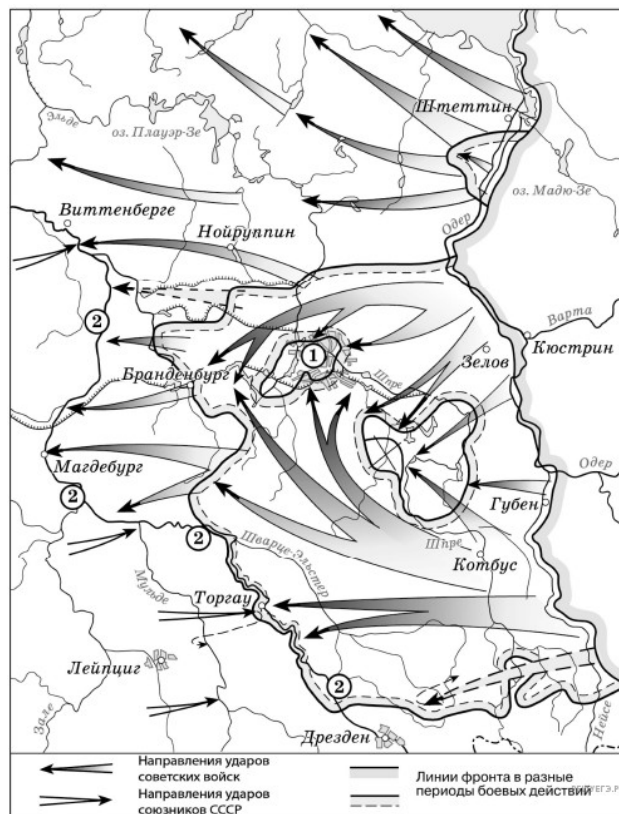 Штеттин
Эльде
оз. Плауэр-Зе
оз. Мадю-Зе
Виттенберге
Нойруппин
Одер
2
Варта
1
Кюстрин
Зелов
Шпре
Бранденбург
Магдебург
Одер
2
Губен
2
Шварце-Эльстер
Шпре
Котбус
Мульде
Торгау
Лейпциг
2
Зале
Дрезден
Нейсе
Направления ударов
советских войск
Направления ударов
союзников СССР
Линии фронта в разные
периоды боевых действий